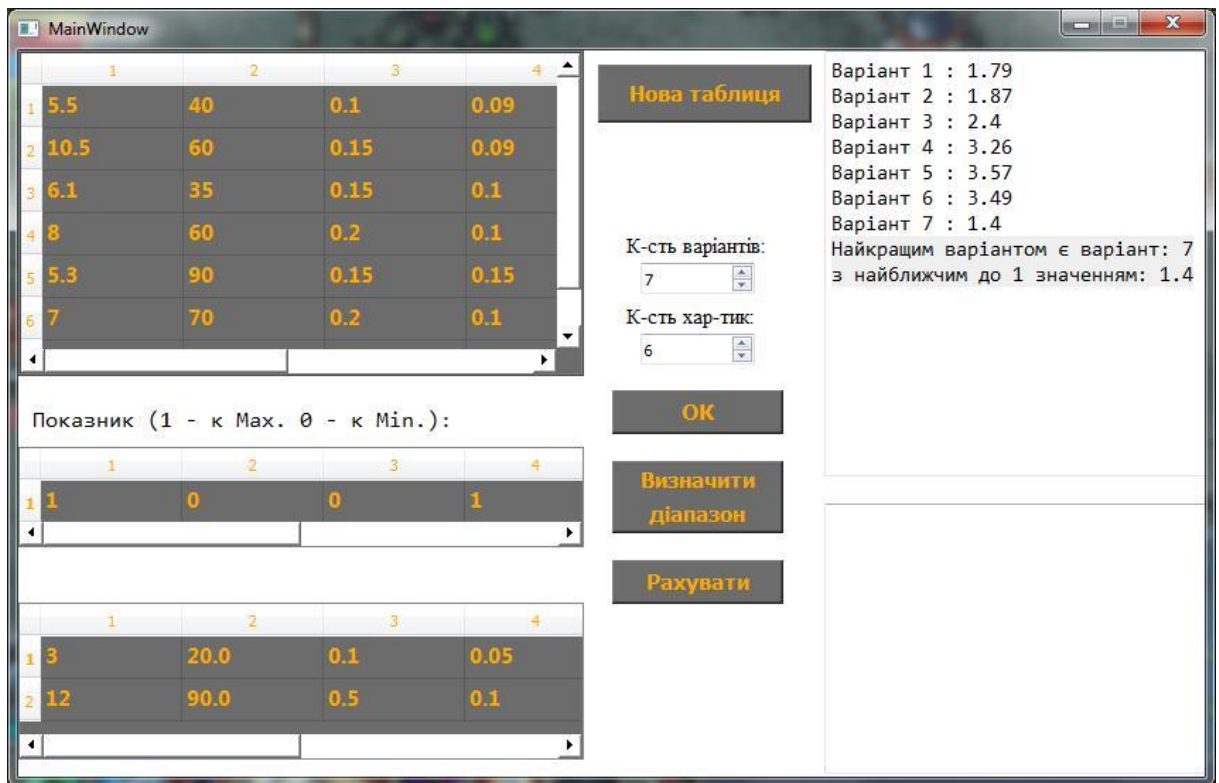 MainWindow
1 2 3 4
1 5.5 40 0.1 0.09
2 10.5 60 0.15 0.09
3 6.1 35 0.15 0.1
4 8 60 0.2 0.1
5 5.3 90 0.15 0.15
6 7 70 0.2 0.1
Показник (1 - к Max. 0 - к Min.):
1 2 3 4
1 1 0 0 1
1 2 3 4
1 3 20.0 0.1 0.05
2 12 90.0 0.5 0.1
Нова таблиця
К-сть варіантів:
7
К-сть хар-тик:
6
OK
Визначити
діапазон
Рахувати
Варіант 1 : 1.79
Варіант 2 : 1.87
Варіант 3 : 2.4
Варіант 4 : 3.26
Варіант 5 : 3.57
Варіант 6 : 3.49
Варіант 7 : 1.4
Найкращим варіантом є варіант: 7
з найближчим до 1 значенням: 1.4